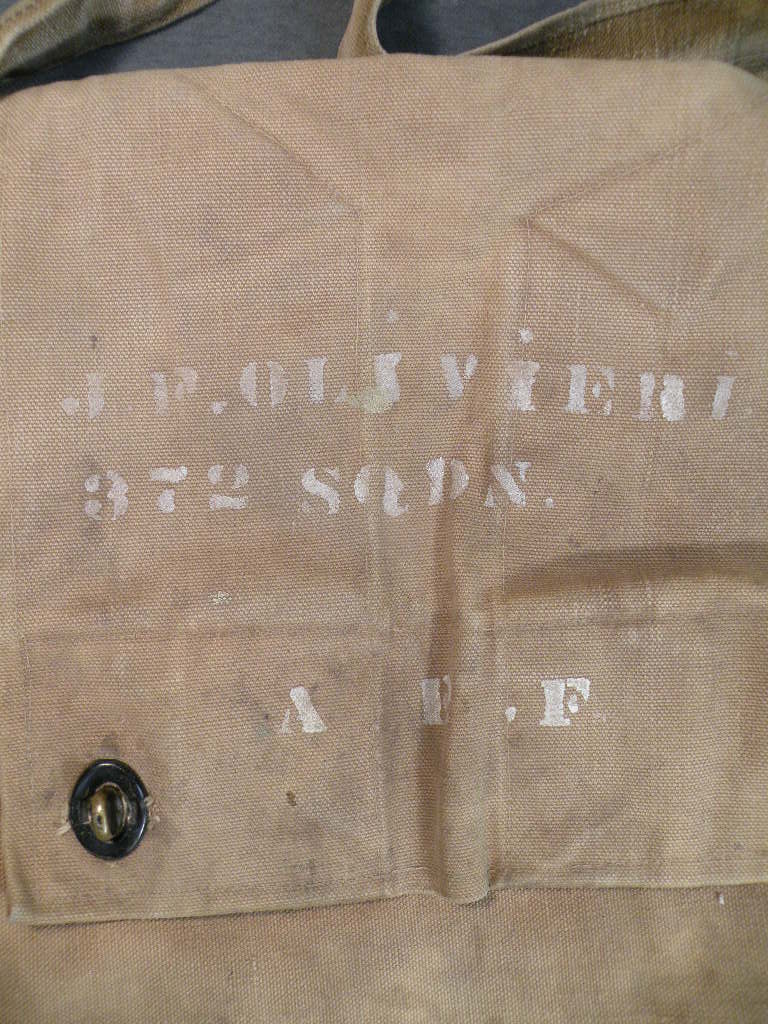 J.P.OLIVIERI.
372 SQDN.
A.E.F.